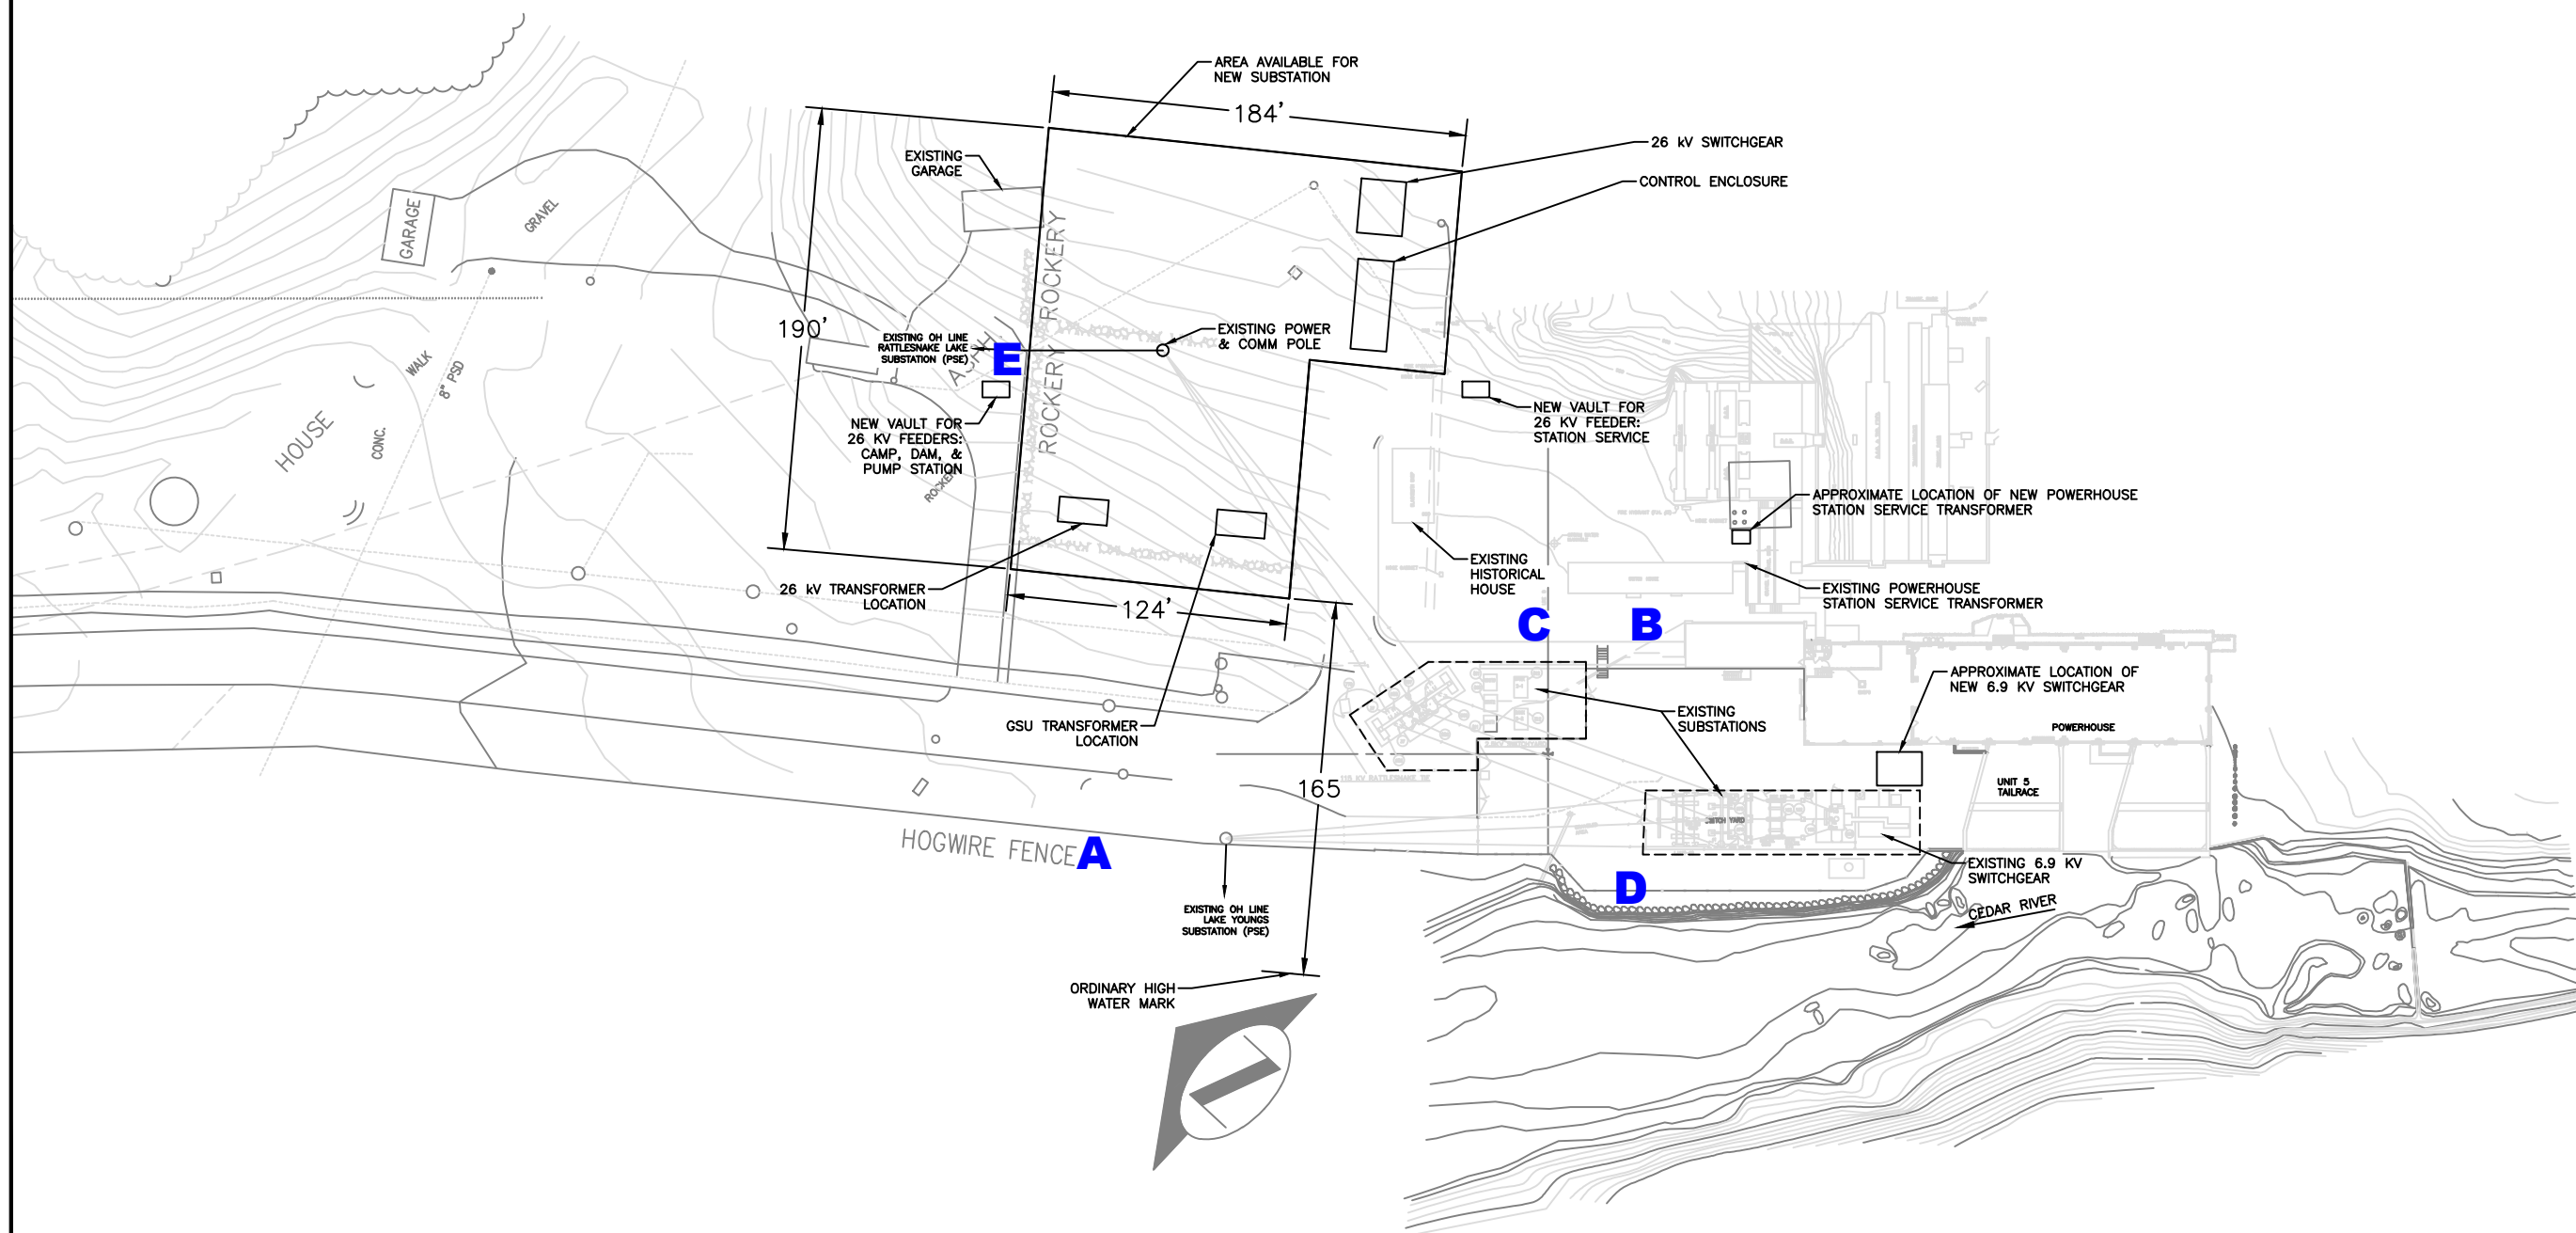 AREA AVAILABLE FOR
NEW SUBSTATION
184'
26 kV SWITCHGEAR
CONTROL ENCLOSURE
EXISTING
GARAGE
GARAGE
GRAVEL
ROCKERY
190'
EXISTING POWER
& COMM POLE
EXISTING OH LINE
RATTLESNAKE LAKE
SUBSTATION (PSE)
E
ROCKERY
WALK
8" PSD
HOUSE
CONC.
NEW VAULT FOR
26 KV FEEDERS:
CAMP, DAM, &
PUMP STATION
NEW VAULT FOR
26 KV FEEDER:
STATION SERVICE
APPROXIMATE LOCATION OF NEW POWERHOUSE
STATION SERVICE TRANSFORMER
EXISTING
HISTORICAL
HOUSE
EXISTING POWERHOUSE
STATION SERVICE TRANSFORMER
26 kV TRANSFORMER
LOCATION
124'
C
B
APPROXIMATE LOCATION OF
NEW 6.9 KV SWITCHGEAR
GSU TRANSFORMER
LOCATION
EXISTING
SUBSTATIONS
POWERHOUSE
115 KV RATTLESNAKE
165
UNIT 5
TAILRACE
HOGWIRE FENCE
A
EXISTING 6.9 KV
SWITCHGEAR
D
CEDAR RIVER
EXISTING OH LINE
LAKE YOUNGS
SUBSTATION (PSE)
ORDINARY HIGH
WATER MARK